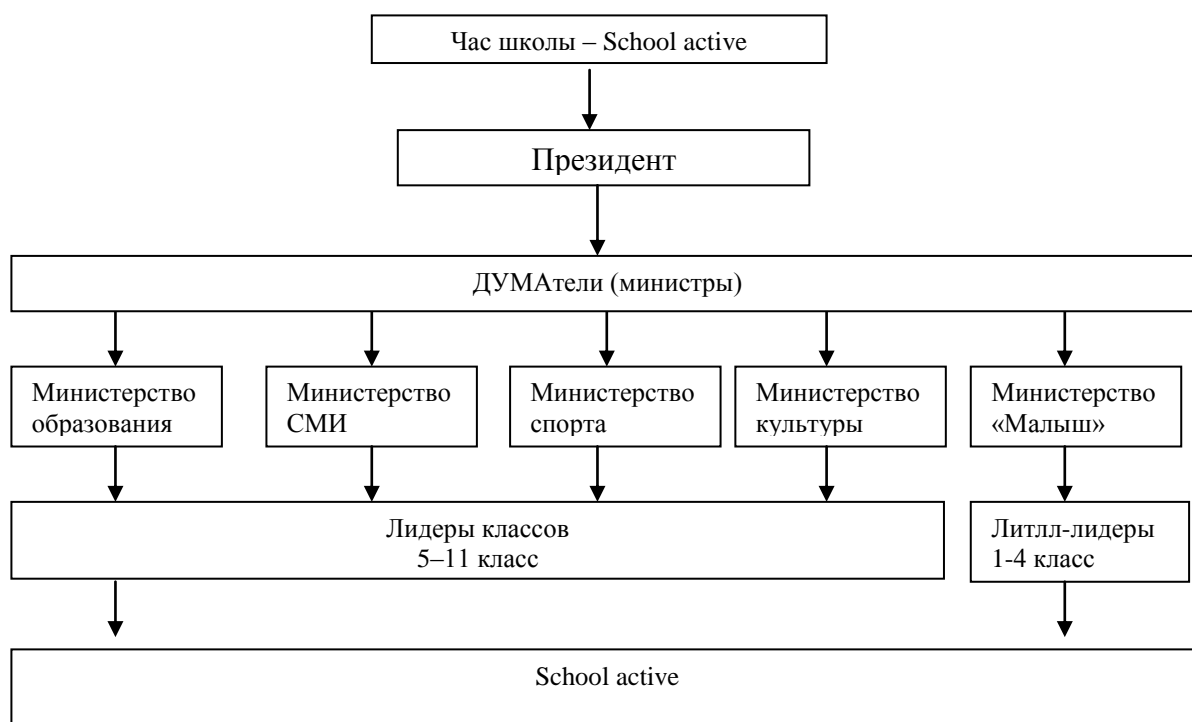 Час школы – School active
Президент
ДУМАтели (министры)
Министерство
образования
Министерство
СМИ
Министерство
спорта
Министерство
культуры
Министерство
«Малыш»
Лидеры классов
5–11 класс
Литлл-лидеры
1-4 класс
School active